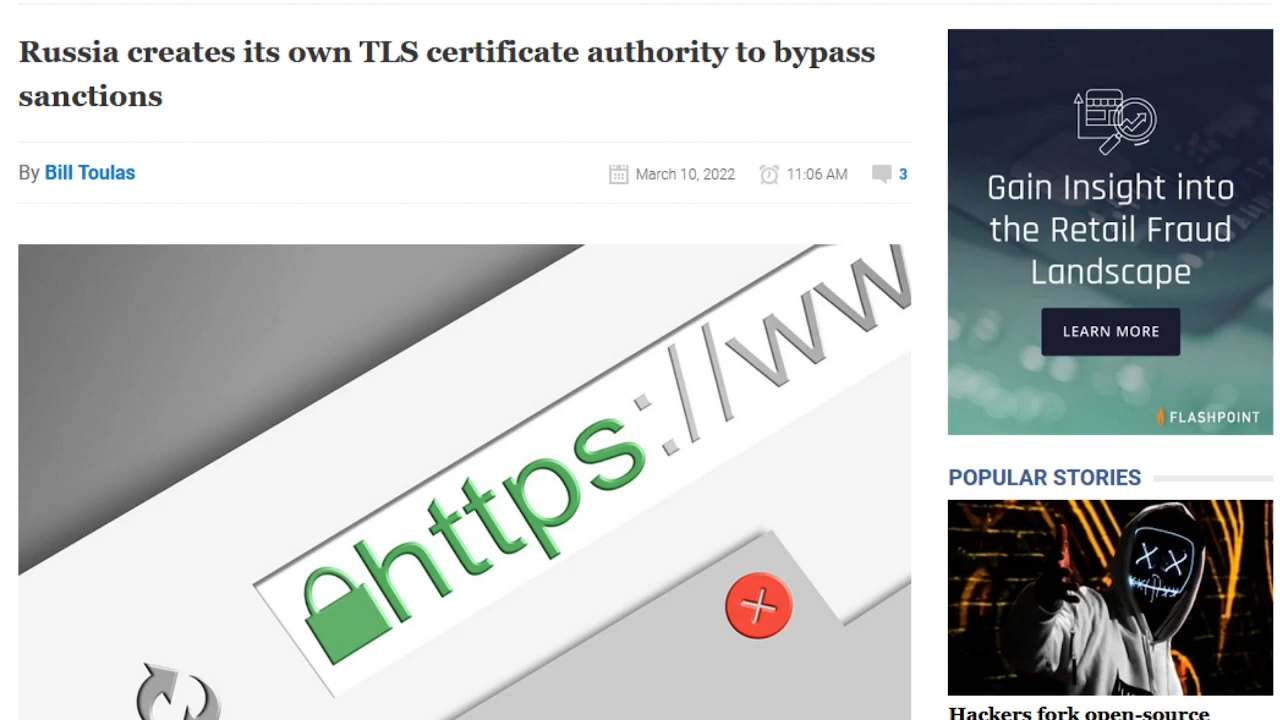 Russia creates its own TLS certificate authority to bypass
sanctions
By Bill Toulas
March 10, 2022 11:06 AM 3
https://ww
Gain Insight into
the Retail Fraud
Landscape
LEARN MORE
FLASHPOINT
POPULAR STORIES
Hackers fork open-source